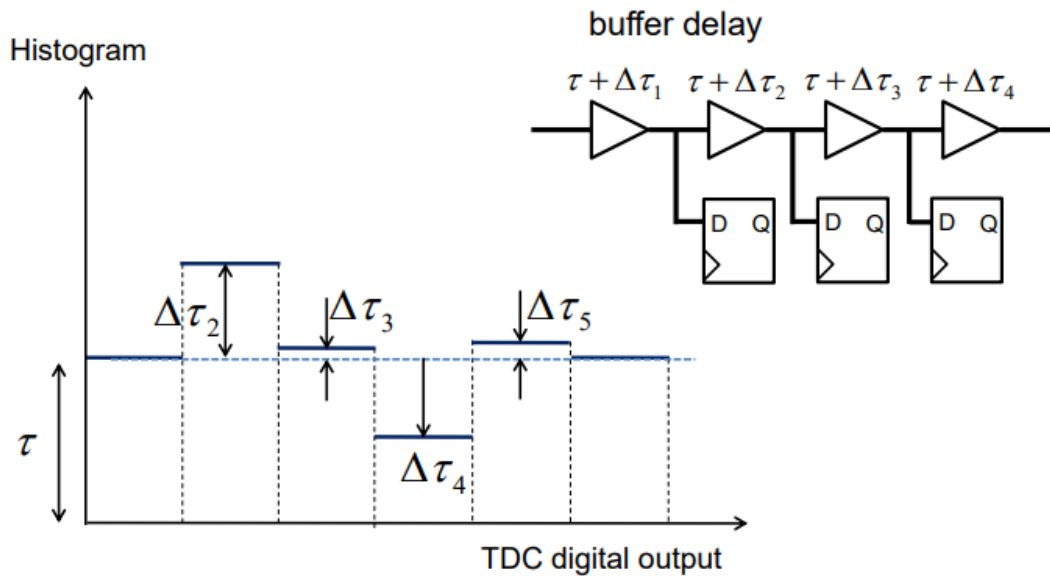 buffer delay
Histogram
τ + Δτ₁ τ + Δτ₂ τ + Δτ₃ τ + Δτ₄
D Q D Q D Q
Δτ₂ Δτ₃ Δτ₅
τ
Δτ₄
TDC digital output